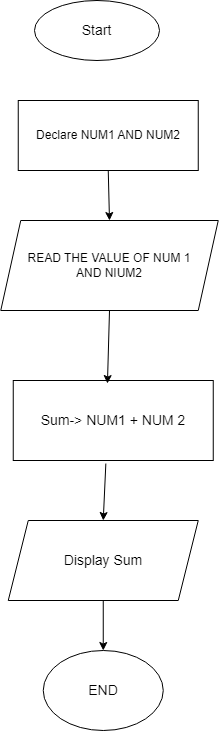 Start
Declare NUM1 AND NUM2
READ THE VALUE OF NUM 1
AND NIUM2
Sum-> NUM1 + NUM 2
Display Sum
END